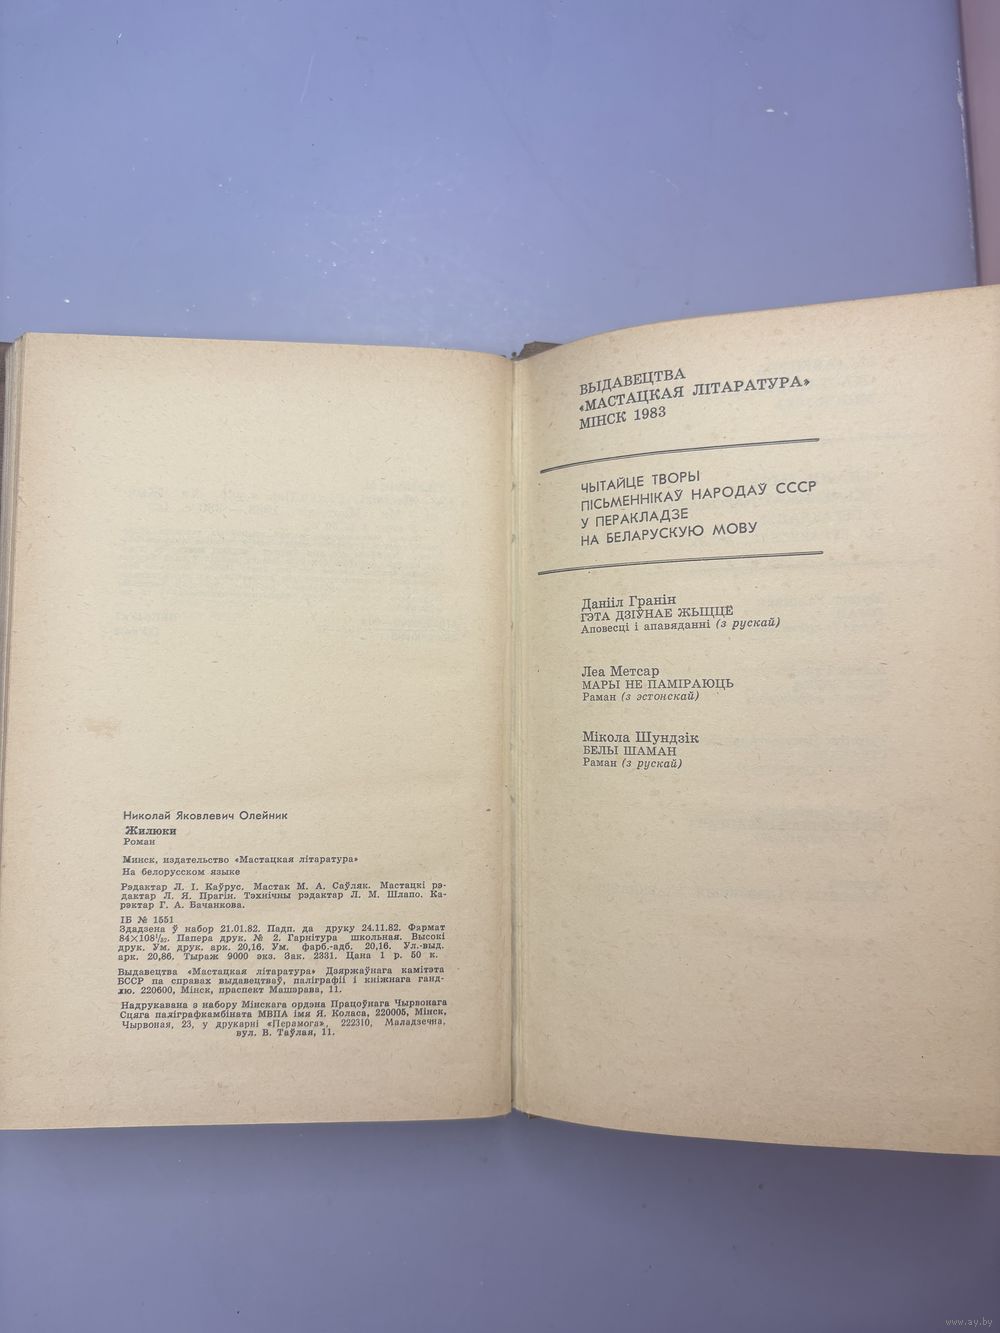 Николай Яковлевич Олейник
Жилюки
Роман
Минск, издательство «Мастацкая літаратура»
На белорусском языке
Рэдактар Л. І. Каўрус. Мастак М. А. Саўляк. Мастацкі рэ-
дактар Л. Я. Прагін. Тэхнічны рэдактар Л. М. Шлапо. Ка-
рэктар Г. А. Бачанкова.
ІБ № 1551
Здадзена ў набор 21.01.82. Падп. да друку 24.11.82. Фармат
84×108¹/₃₂. Папера друк. № 2. Гарнітура школьная. Высокі
друк. Ум. друк. арк. 20,16. Ум. фарб.-адб. 20,16. Ул.-выд.
арк. 20,86. Тыраж 9000 экз. Зак. 2331. Цана 1 р. 50 к.
Выдавецтва «Мастацкая літаратура» Дзяржаўнага камітэта
БССР па справах выдавецтваў, паліграфіі і кніжнага ганд-
лю. 220600, Мінск, праспект Машэрава, 11.
Надрукавана з набору Мінскага ордэна Працоўнага Чырвонага
Сцяга паліграфкамбіната МВПА імя Я. Коласа, 220005, Мінск,
Чырвоная, 23, у друкарні «Перамога», 222310, Маладзечна,
вул. В. Таўлая, 11.
ВЫДАВЕЦТВА
«МАСТАЦКАЯ ЛІТАРАТУРА»
МІНСК 1983
ЧЫТАЙЦЕ ТВОРЫ
ПІСЬМЕННІКАЎ НАРОДАЎ СССР
У ПЕРАКЛАДЗЕ
НА БЕЛАРУСКУЮ МОВУ
Данііл Гранін
ГЭТА ДЗІЎНАЕ ЖЫЦЦЁ
Аповесці і апавяданні (з рускай)
Леа Метсар
МАРЫ НЕ ПАМІРАЮЦЬ
Раман (з эстонскай)
Мікола Шундзік
БЕЛЫ ШАМАН
Раман (з рускай)
www.ay.by